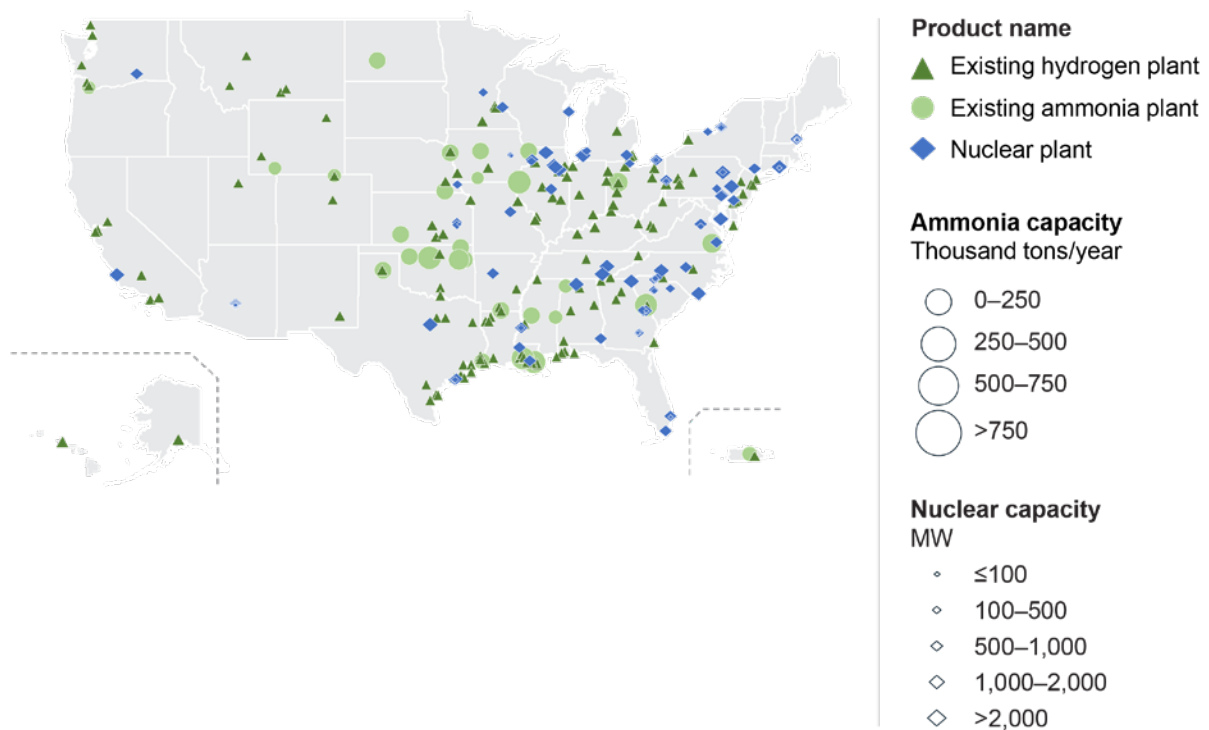 Product name
Existing hydrogen plant
Existing ammonia plant
Nuclear plant
Ammonia capacity
Thousand tons/year
0–250
250–500
500–750
>750
Nuclear capacity
MW
≤100
100–500
500–1,000
1,000–2,000
>2,000